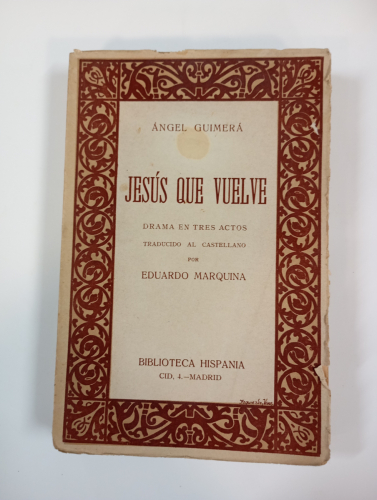 ÁNGEL GUIMERÁ
JESÚS QUE VUELVE
DRAMA EN TRES ACTOS
TRADUCIDO AL CASTELLANO
POR
EDUARDO MARQUINA
BIBLIOTECA HISPANIA
CID, 4.—MADRID